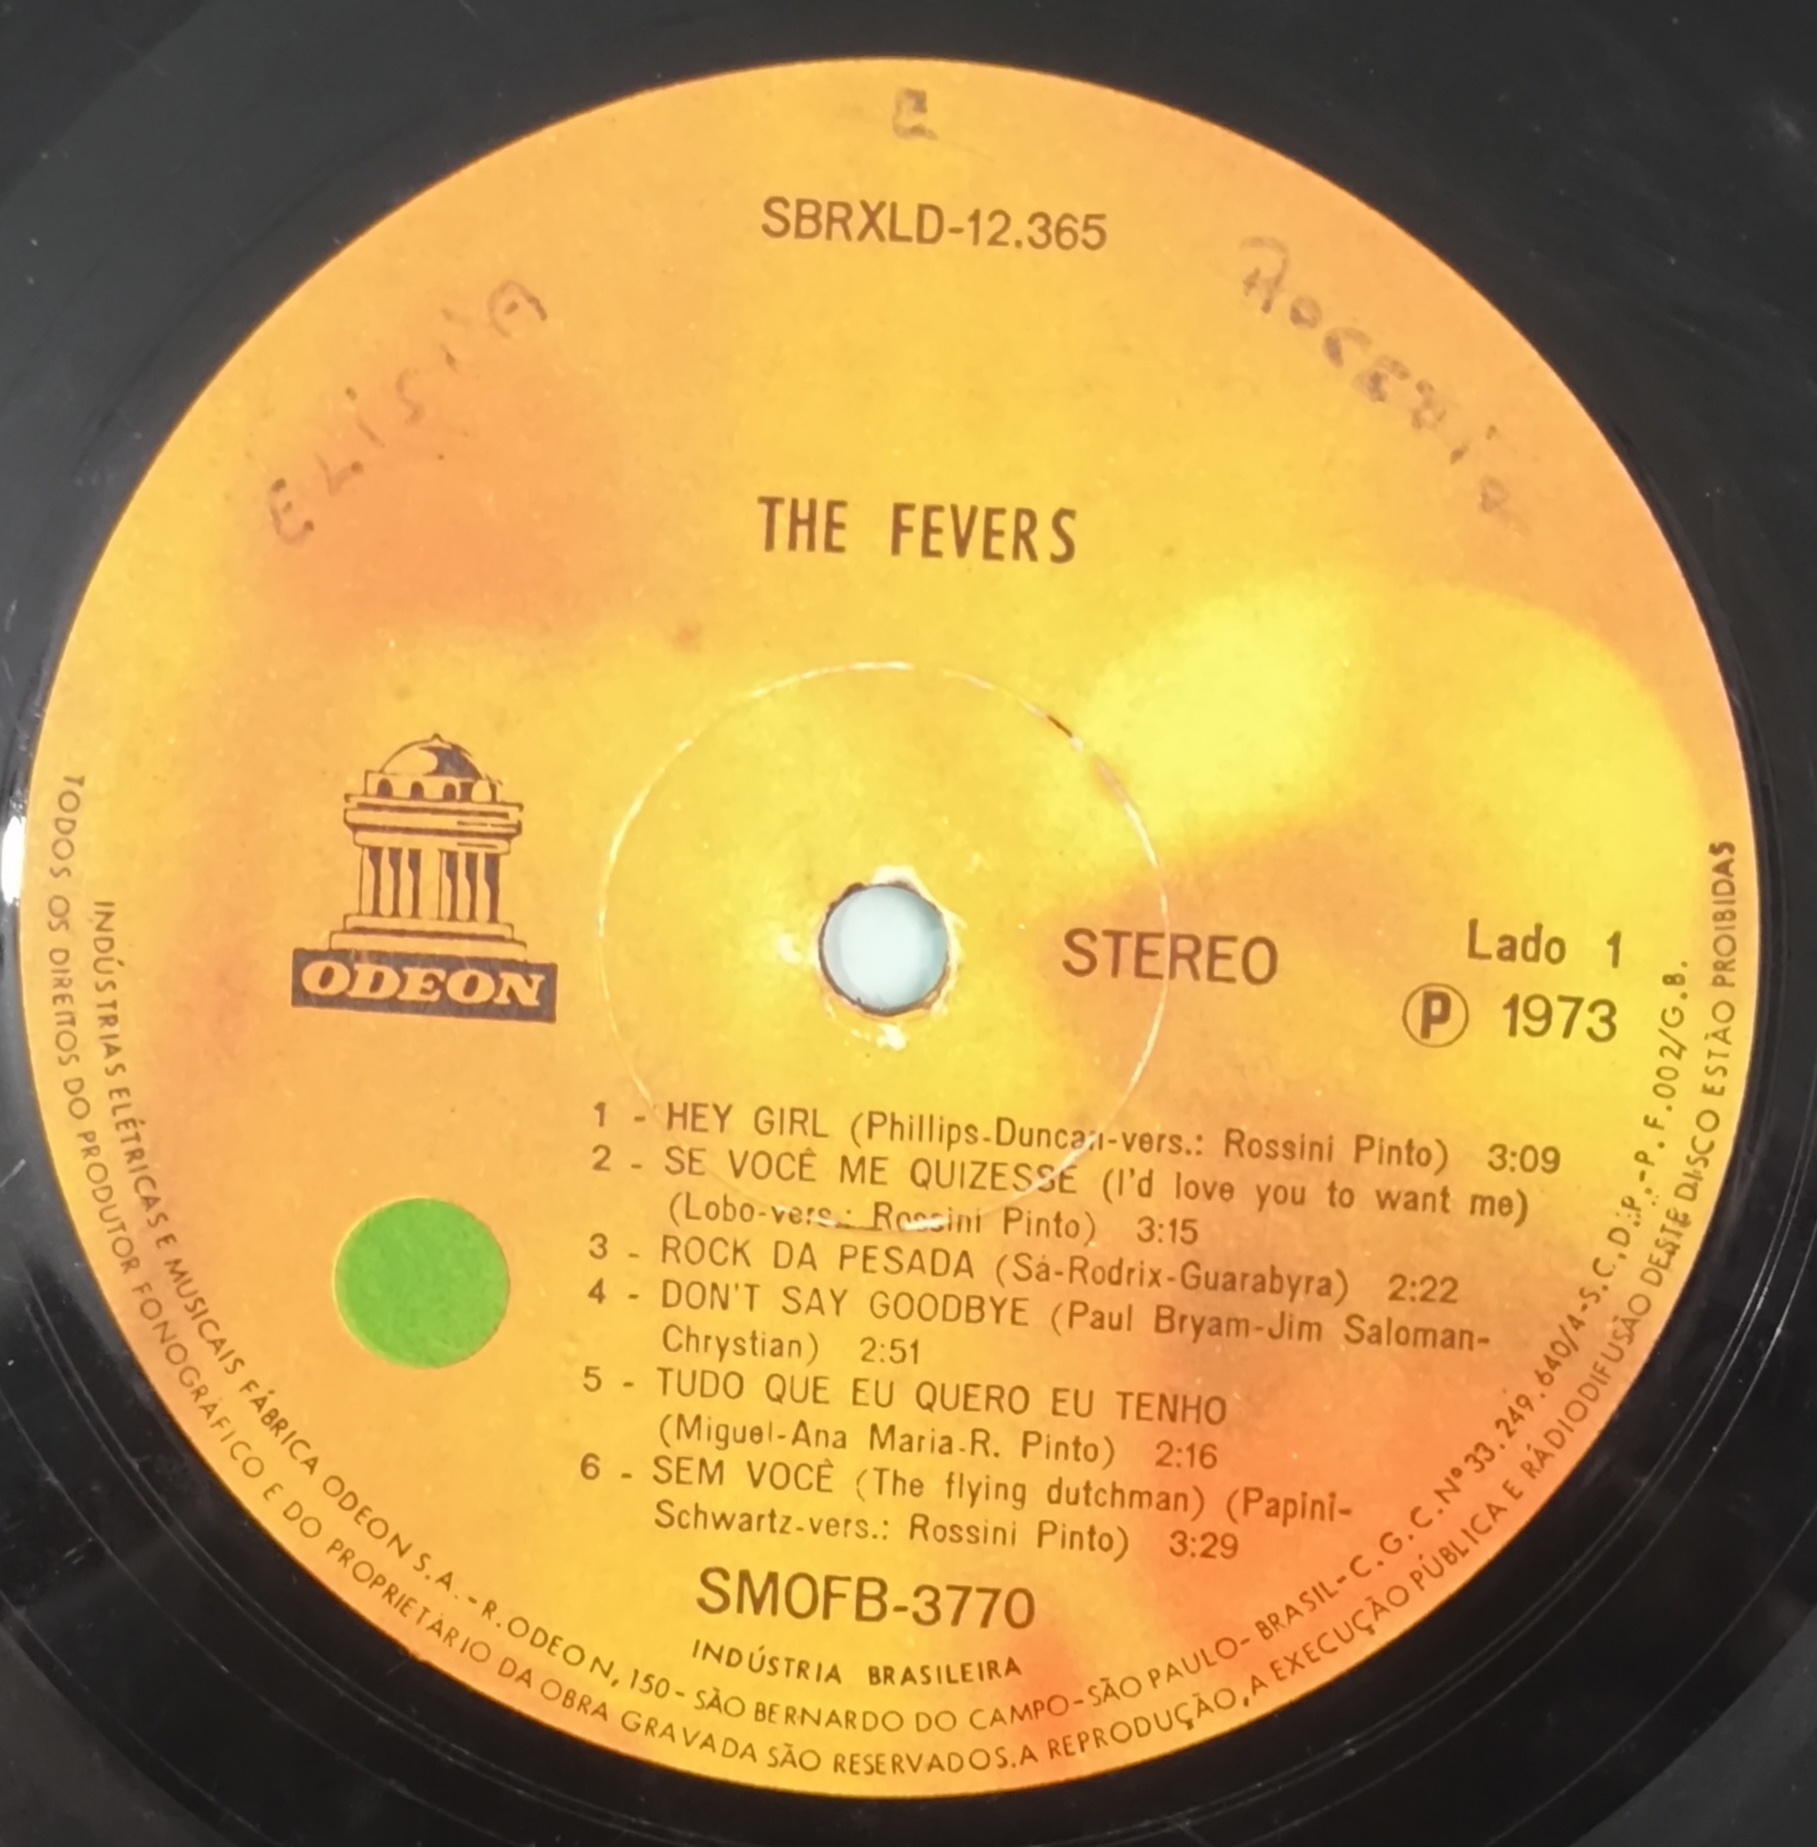 E
SBRXLD-12.365
ELISIA
ROCERIO
THE FEVERS
ODEON
STEREO
Lado 1
Ⓟ 1973
1 - HEY GIRL (Phillips-Duncan-vers.: Rossini Pinto) 3:09
2 - SE VOCÊ ME QUIZESSE (I'd love you to want me)
(Lobo-vers.: Rossini Pinto) 3:15
3 - ROCK DA PESADA (Sá-Rodrix-Guarabyra) 2:22
4 - DON'T SAY GOODBYE (Paul Bryam-Jim Saloman-
Chrystian) 2:51
5 - TUDO QUE EU QUERO EU TENHO
(Miguel-Ana Maria-R. Pinto) 2:16
6 - SEM VOCÊ (The flying dutchman) (Papini-
Schwartz-vers.: Rossini Pinto) 3:29
SMOFB-3770
INDÚSTRIA BRASILEIRA
INDÚSTRIAS ELÉTRICAS E MUSICAIS FÁBRICA ODEON S.A. - R. ODEON, 150 - SÃO BERNARDO DO CAMPO - SÃO PAULO - BRASIL - C.G.C. Nº 33.249.640/4 - S.C.D.P. - P.F. 002/G.B.
TODOS OS DIREITOS DO PRODUTOR FONOGRÁFICO E DO PROPRIETÁRIO DA OBRA GRAVADA SÃO RESERVADOS. A REPRODUÇÃO, A EXECUÇÃO PÚBLICA E RÁDIODIFUSÃO DESTE DISCO ESTÃO PROIBIDAS